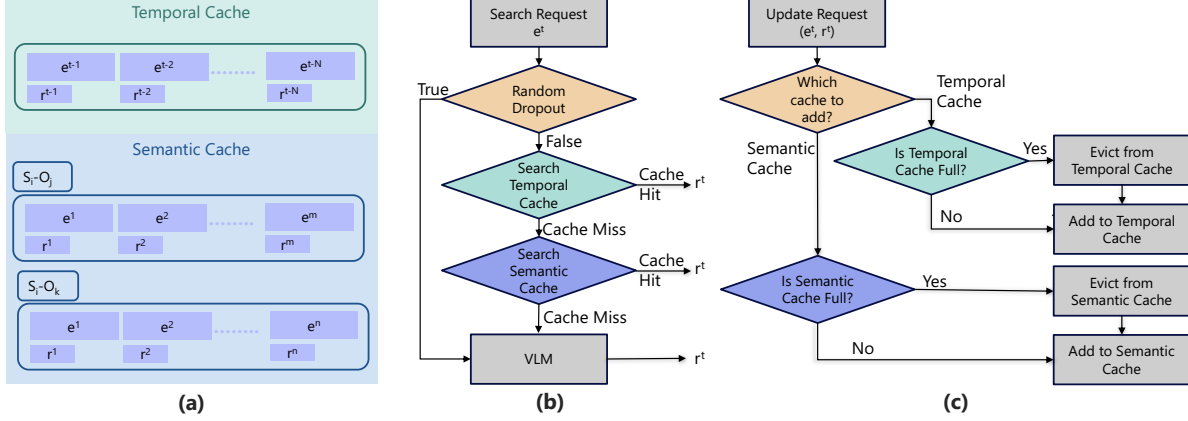 Temporal Cache
e^t-1 e^t-2 ........ e^t-N
r^t-1 r^t-2 r^t-N
Semantic Cache
S_i-O_j
e^1 e^2 ........ e^m
r^1 r^2 r^m
S_i-O_k
e^1 e^2 ........ e^n
r^1 r^2 r^n
(a)
Search Request
e^t
True
Random
Dropout
False
Search
Temporal
Cache
Cache
Hit
r^t
Cache Miss
Search
Semantic
Cache
Cache
Hit
r^t
Cache Miss
VLM
r^t
(b)
Update Request
(e^t, r^t)
Which
cache to
add?
Temporal
Cache
Semantic
Cache
Is Temporal
Cache Full?
Yes
Evict from
Temporal Cache
No
Add to Temporal
Cache
Is Semantic
Cache Full?
Yes
Evict from
Semantic Cache
No
Add to Semantic
Cache
(c)